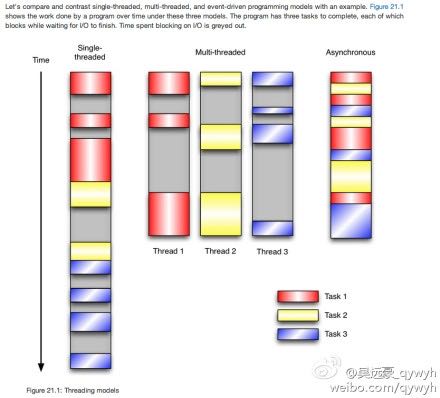 Let's compare and contrast single-threaded, multi-threaded, and event-driven programming models with an example. Figure 21.1
shows the work done by a program over time under these three models. The program has three tasks to complete, each of which
blocks while waiting for I/O to finish. Time spent blocking on I/O is greyed out.
Time
Single-
threaded
Multi-threaded
Asynchronous
Thread 1
Thread 2
Thread 3
Task 1
Task 2
Task 3
Figure 21.1: Threading models
@吴远豪_qywyh
weibo.com/qywyh